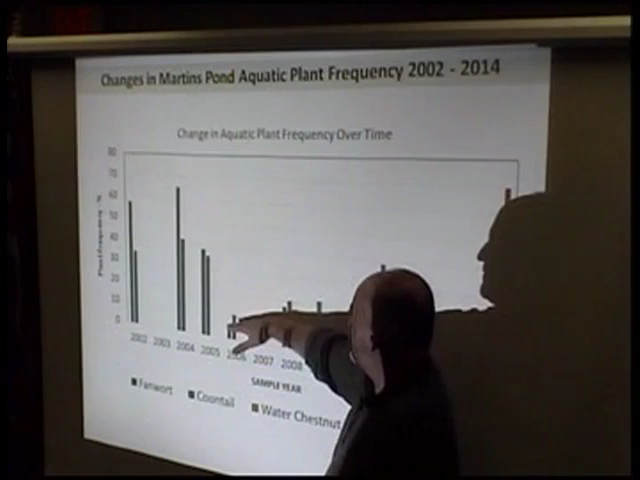 Changes in Martins Pond Aquatic Plant Frequency 2002 - 2014
Change in Aquatic Plant Frequency Over Time
80
70
60
50
40
30
20
10
0
Plant Frequency - %
2002 2003 2004 2005 2006 2007 2008
SAMPLE YEAR
Fanwort Coontail Water Chestnut